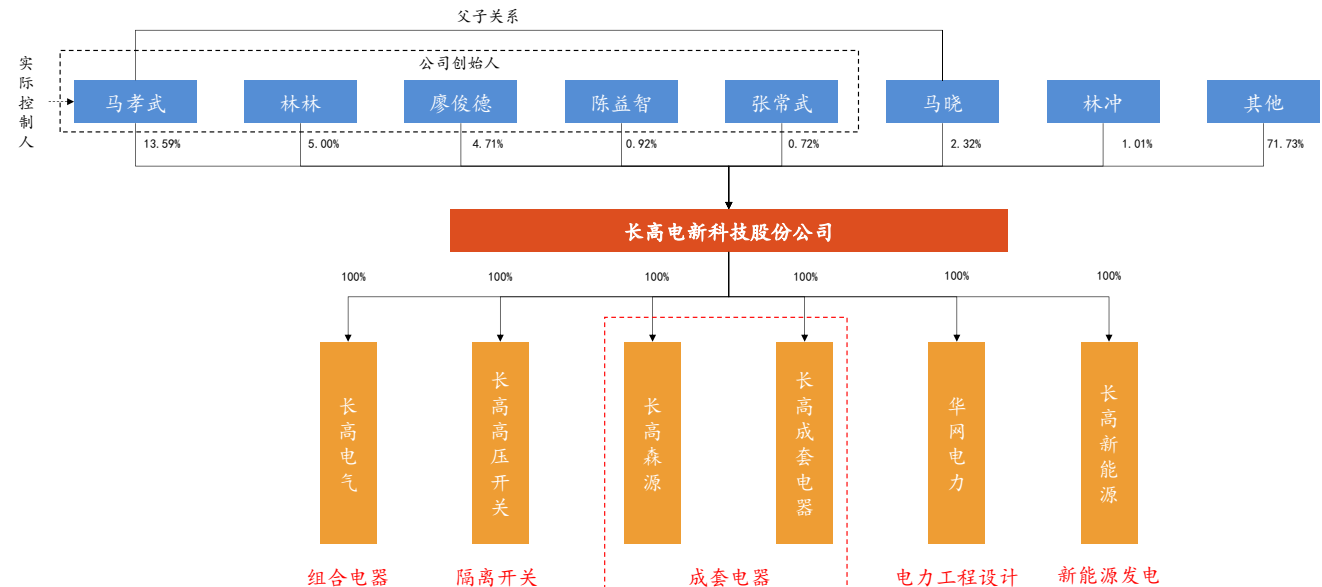 父子关系
公司创始人
实际控制人
马孝武
林林
廖俊德
陈益智
张常武
马晓
林冲
其他
13.59%
5.00%
4.71%
0.92%
0.72%
2.32%
1.01%
71.73%
长高电新科技股份公司
100%
100%
100%
100%
100%
100%
长高电气
长高高压开关
长高森源
长高成套电器
华网电力
长高新能源
组合电器
隔离开关
成套电器
电力工程设计
新能源发电